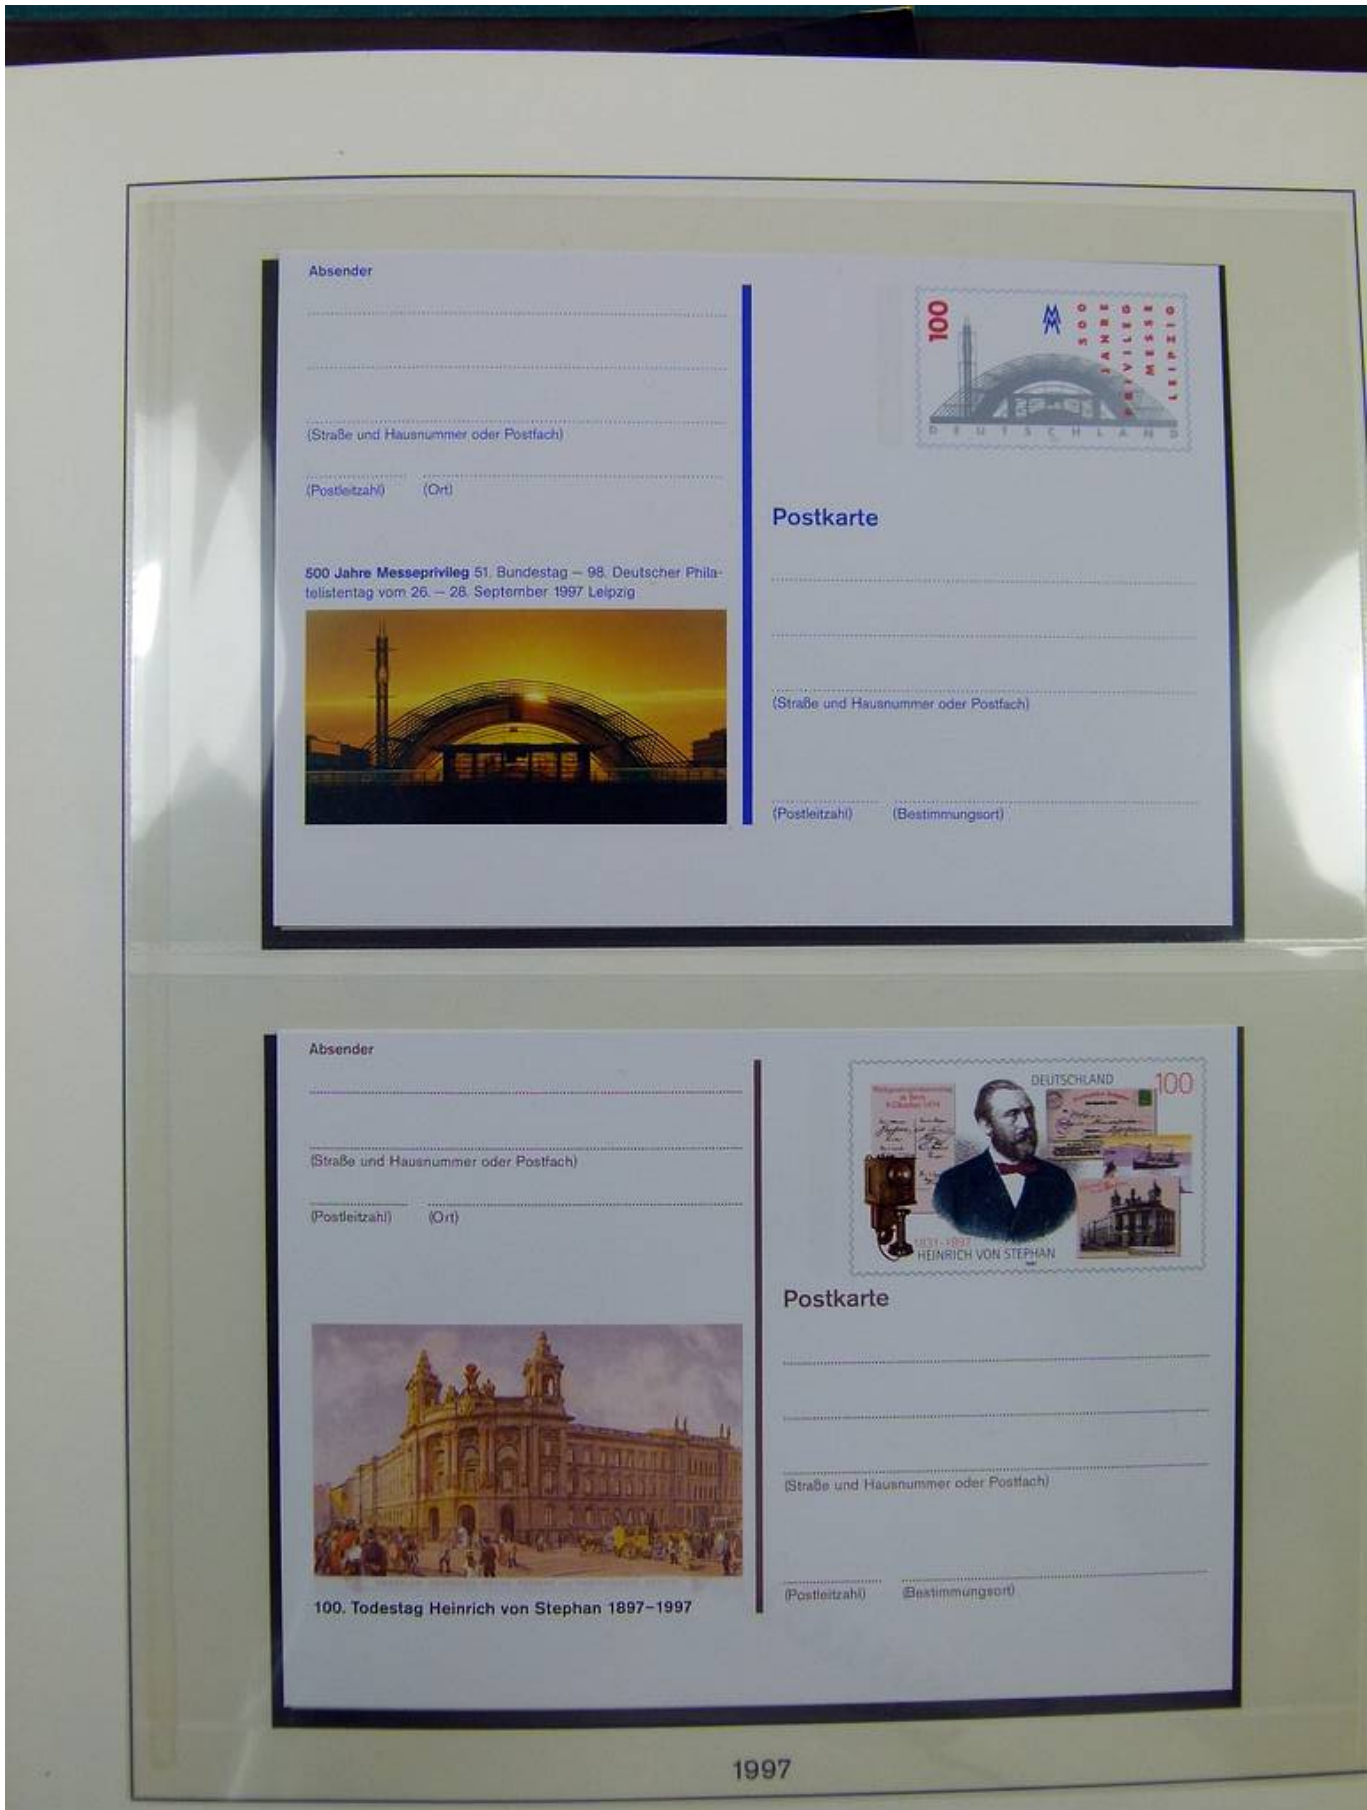 Absender
(Straße und Hausnummer oder Postfach)
(Postleitzahl) (Ort)
500 Jahre Messeprivileg 51. Bundestag – 98. Deutscher Phila-
telistentag vom 26. – 28. September 1997 Leipzig
100
500
JAHRE
PRIVILEG
MESSE
LEIPZIG
DEUTSCHLAND
Postkarte
(Straße und Hausnummer oder Postfach)
(Postleitzahl) (Bestimmungsort)
Absender
(Straße und Hausnummer oder Postfach)
(Postleitzahl) (Ort)
100. Todestag Heinrich von Stephan 1897–1997
DEUTSCHLAND 100
1831–1897
HEINRICH VON STEPHAN
Postkarte
(Straße und Hausnummer oder Postfach)
(Postleitzahl) (Bestimmungsort)
1997